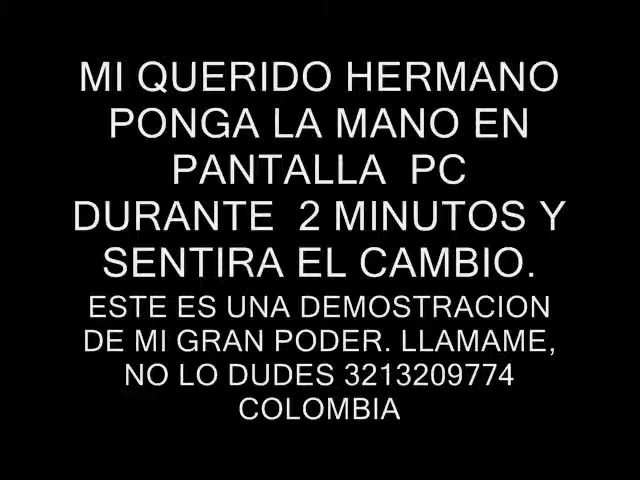 MI QUERIDO HERMANO
PONGA LA MANO EN
PANTALLA PC
DURANTE 2 MINUTOS Y
SENTIRA EL CAMBIO.
ESTE ES UNA DEMOSTRACION
DE MI GRAN PODER. LLAMAME,
NO LO DUDES 3213209774
COLOMBIA